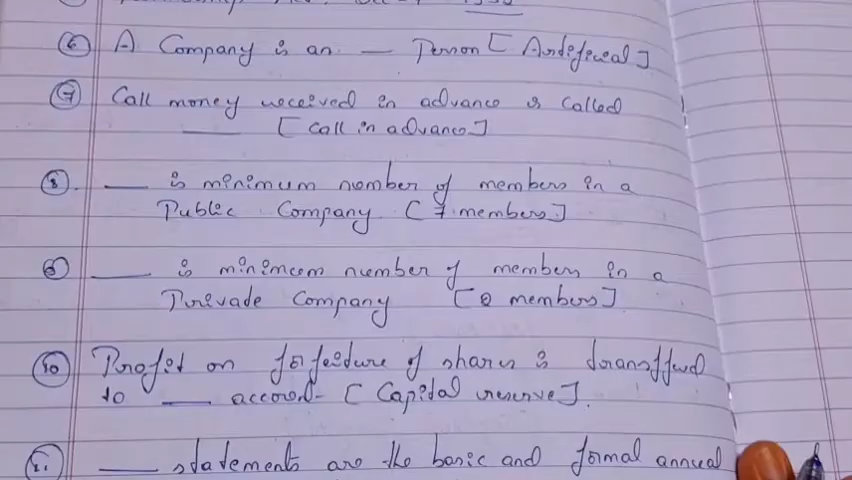 ⑥ A Company is an — Person [Artificial]
⑦ Call money received in advance is called
— [Call in advance]
⑧. — is minimum number of members in a
Public Company [7 members]
⑨ — is minimum number of members in a
Private Company [2 members]
⑩ Profit on forfeiture of shares is transffred
to — account [Capital reserve].
⑪. — statements are the basic and formal annual